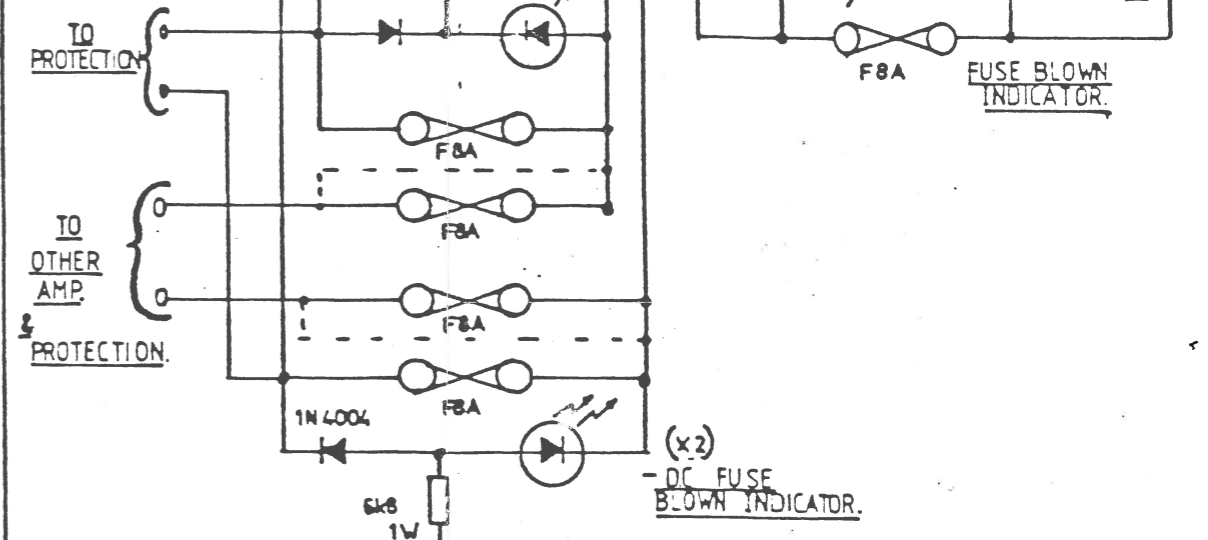 TO
PROTECTION
F8A
FUSE BLOWN
INDICATOR.
F8A
F8A
TO
OTHER
AMP.
&
PROTECTION.
F8A
F8A
1N4004
(x2)
- DC FUSE
BLOWN INDICATOR.
6k8
1W